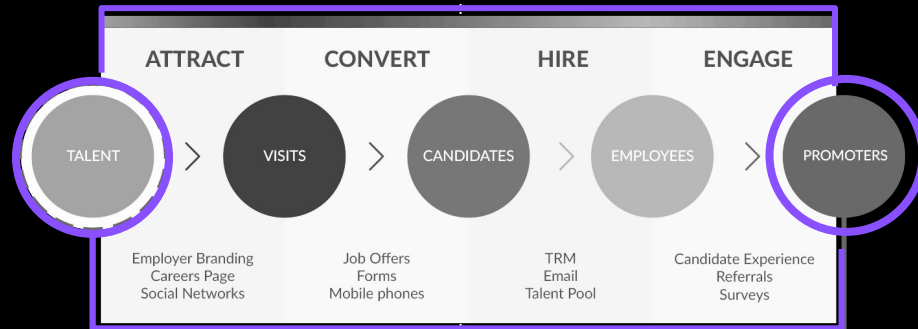 ATTRACT
CONVERT
HIRE
ENGAGE
TALENT
VISITS
CANDIDATES
EMPLOYEES
PROMOTERS
Employer Branding
Careers Page
Social Networks
Job Offers
Forms
Mobile phones
TRM
Email
Talent Pool
Candidate Experience
Referrals
Surveys